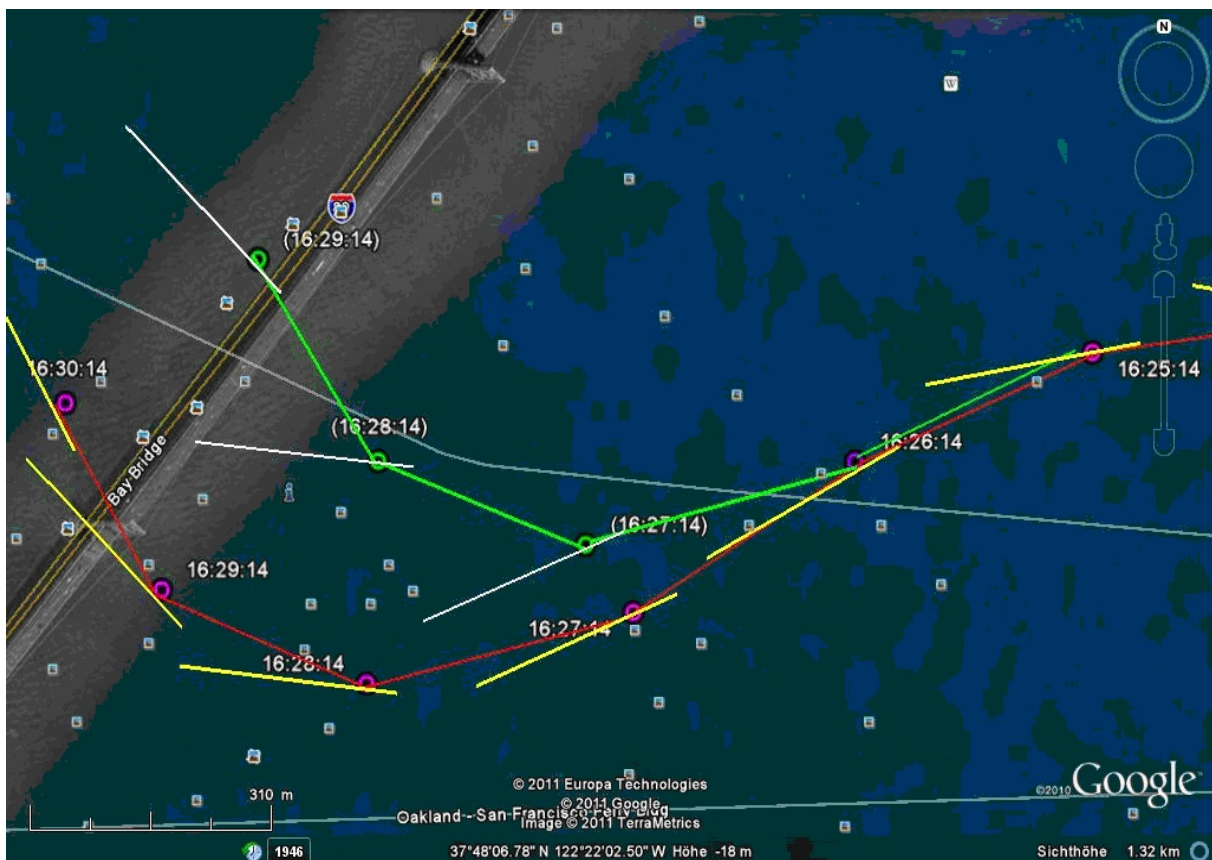 N
W
(16:29:14)
80
16:30:14
16:25:14
(16:28:14)
16:26:14
Bay Bridge
(16:27:14)
16:29:14
16:27:14
16:28:14
310 m
© 2011 Europa Technologies
© 2011 Google
©2010 Google
Oakland - San Francisco Ferry Bldg
Image © 2011 TerraMetrics
1946
37°48'06.78" N 122°22'02.50" W Höhe -18 m
Sichthöhe 1.32 km